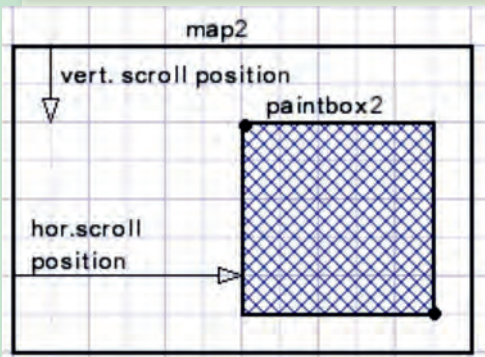 map2
vert. scroll position
paintbox2
hor.scroll
position